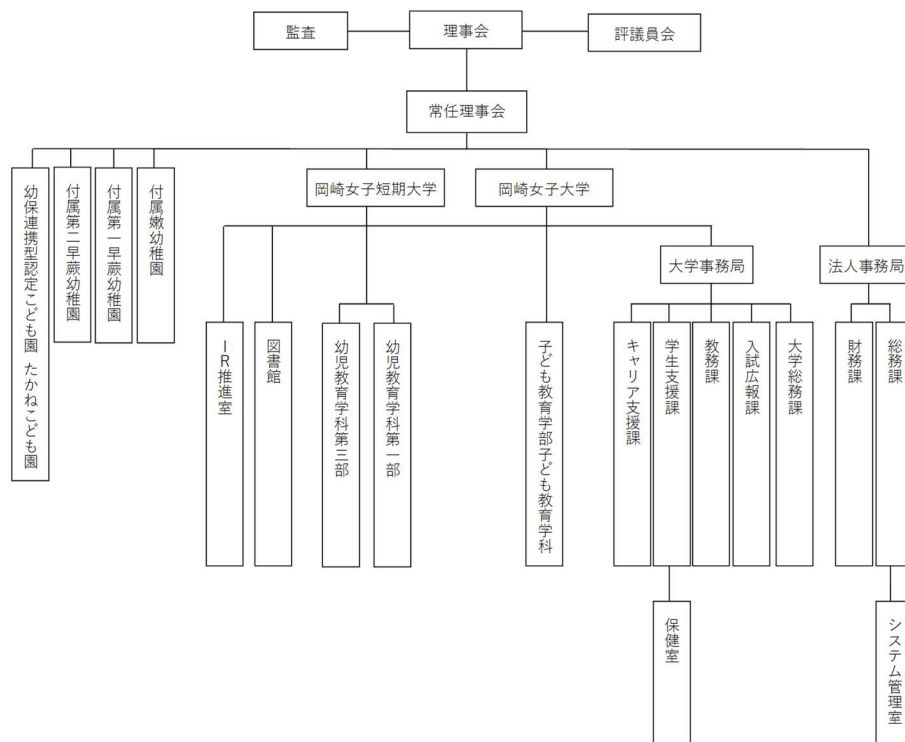 監査
理事会
評議員会
常任理事会
幼保連携型認定こども園 たかねこども園
付属第二早蕨幼稚園
付属第一早蕨幼稚園
付属嫩幼稚園
岡崎女子短期大学
岡崎女子大学
大学事務局
法人事務局
IR推進室
図書館
幼児教育学科第三部
幼児教育学科第一部
子ども教育学部子ども教育学科
キャリア支援課
学生支援課
教務課
入試広報課
大学総務課
財務課
総務課
保健室
システム管理室